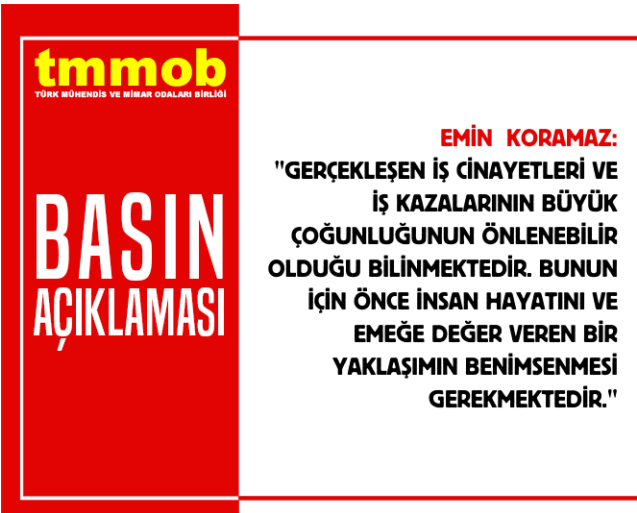 tmmob
TÜRK MÜHENDİS VE MİMAR ODALARI BİRLİĞİ
BASIN
AÇIKLAMASI
EMİN KORAMAZ:
"GERÇEKLEŞEN İŞ CİNAYETLERİ VE
İŞ KAZALARININ BÜYÜK
ÇOĞUNLUĞUNUN ÖNLENEBİLİR
OLDUĞU BİLİNMEKTEDİR. BUNUN
İÇİN ÖNCE İNSAN HAYATINI VE
EMEĞE DEĞER VEREN BİR
YAKLAŞIMIN BENİMSENMESİ
GEREKMEKTEDİR."